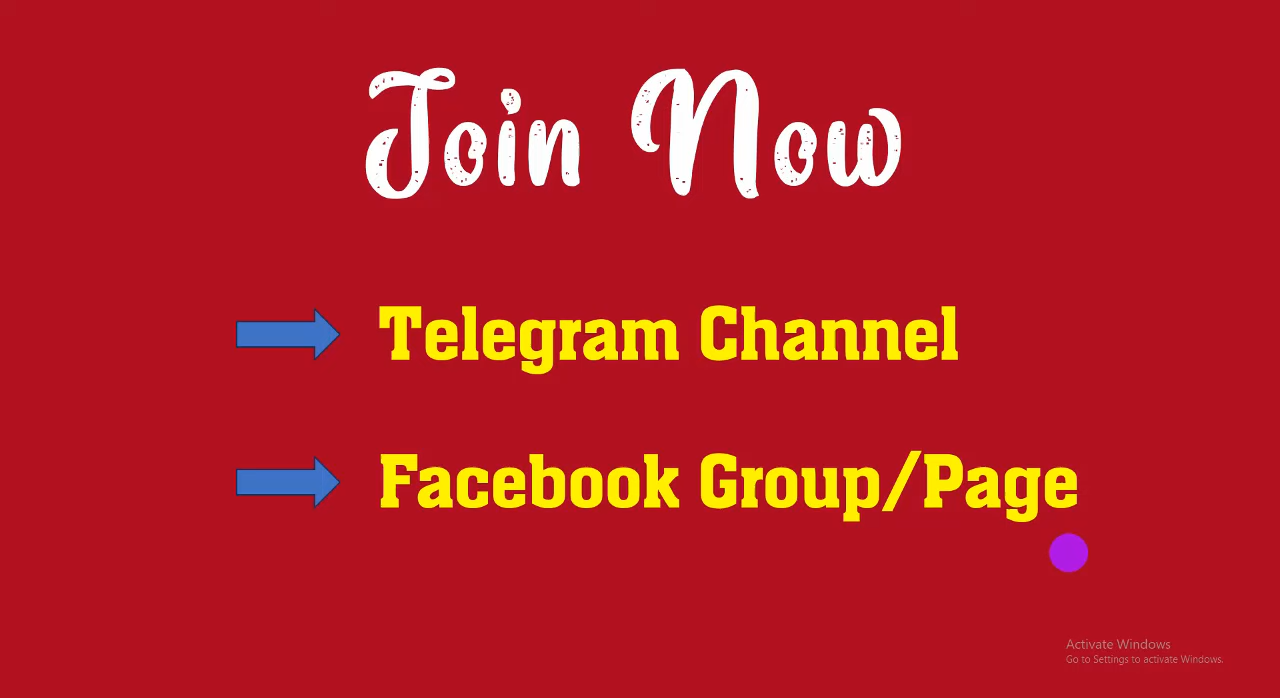 Join Now
Telegram Channel
Facebook Group/Page
Activate Windows
Go to Settings to activate Windows.